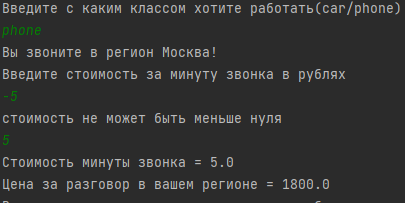 Введите с каким классом хотите работать(car/phone)
phone
Вы звоните в регион Москва!
Введите стоимость за минуту звонка в рублях
-5
стоимость не может быть меньше нуля
5
Стоимость минуты звонка = 5.0
Цена за разговор в вашем регионе = 1800.0